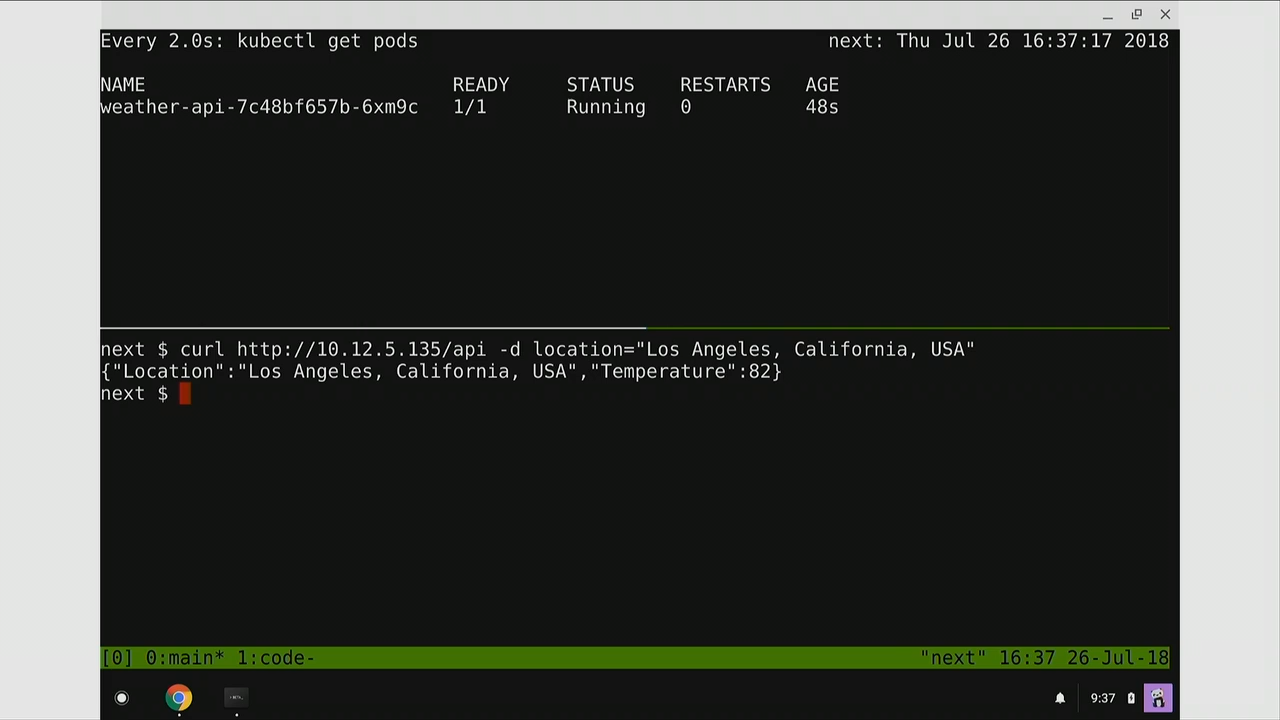 Every 2.0s: kubectl get pods next: Thu Jul 26 16:37:17 2018
NAME READY STATUS RESTARTS AGE
weather-api-7c48bf657b-6xm9c 1/1 Running 0 48s
next $ curl http://10.12.5.135/api -d location="Los Angeles, California, USA"
{"Location":"Los Angeles, California, USA","Temperature":82}
next $
[0] 0:main* 1:code- "next" 16:37 26-Jul-18
9:37